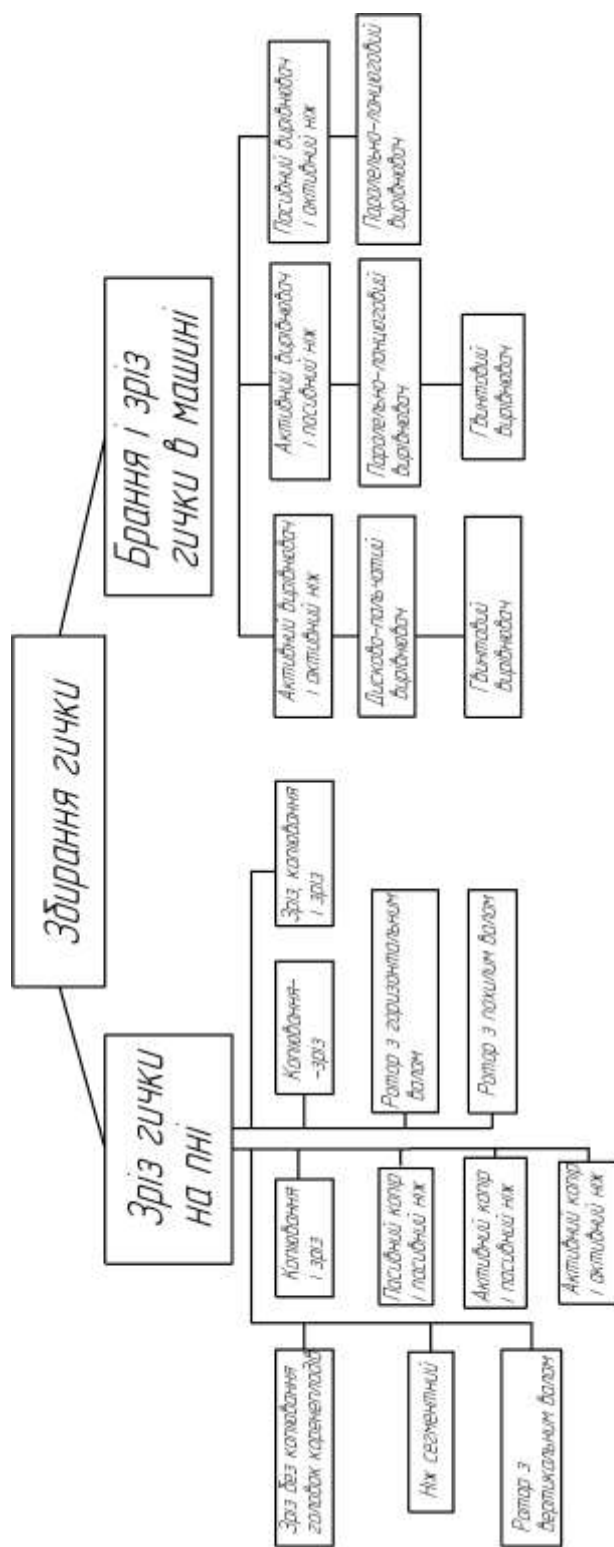 Збирання гички
Зріз гички
на пні
Брання і зріз
гички в машині
Зріз без копіювання
головок коренеплодів
Копіювання
і зріз
Копіювання-
-зріз
Зріз, копіювання
і зріз
Активний вирівнювач
і активний ніж
Активний вирівнювач
і пасивний ніж
Пасивний вирівнювач
і активний ніж
Ніж сегментний
Пасивний копір
і пасивний ніж
Ротор з горизонтальним
валом
Дисково-пальчатий
вирівнювач
Паралельно-ланцюговий
вирівнювач
Паралельно-ланцюговий
вирівнювач
Ротор з
вертикальним валом
Активний копір
і пасивний ніж
Ротор з похилим валом
Гвинтовий
вирівнювач
Гвинтовий
вирівнювач
Активний копір
і активний ніж